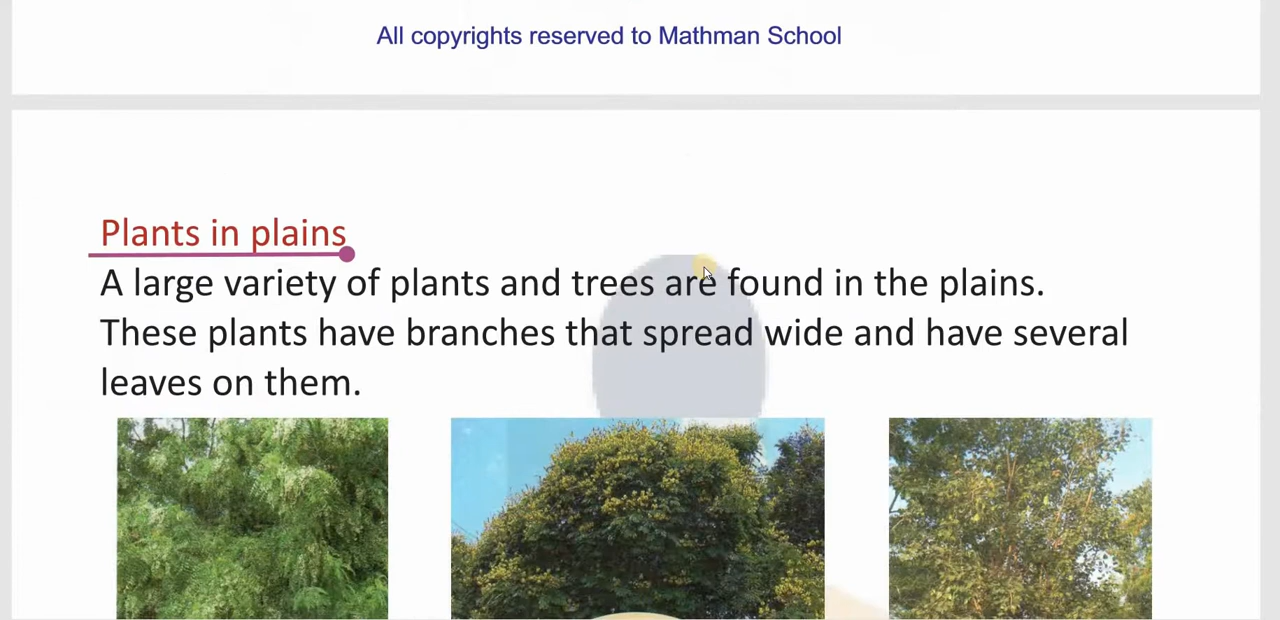 All copyrights reserved to Mathman School
Plants in plains
A large variety of plants and trees are found in the plains.
These plants have branches that spread wide and have several
leaves on them.